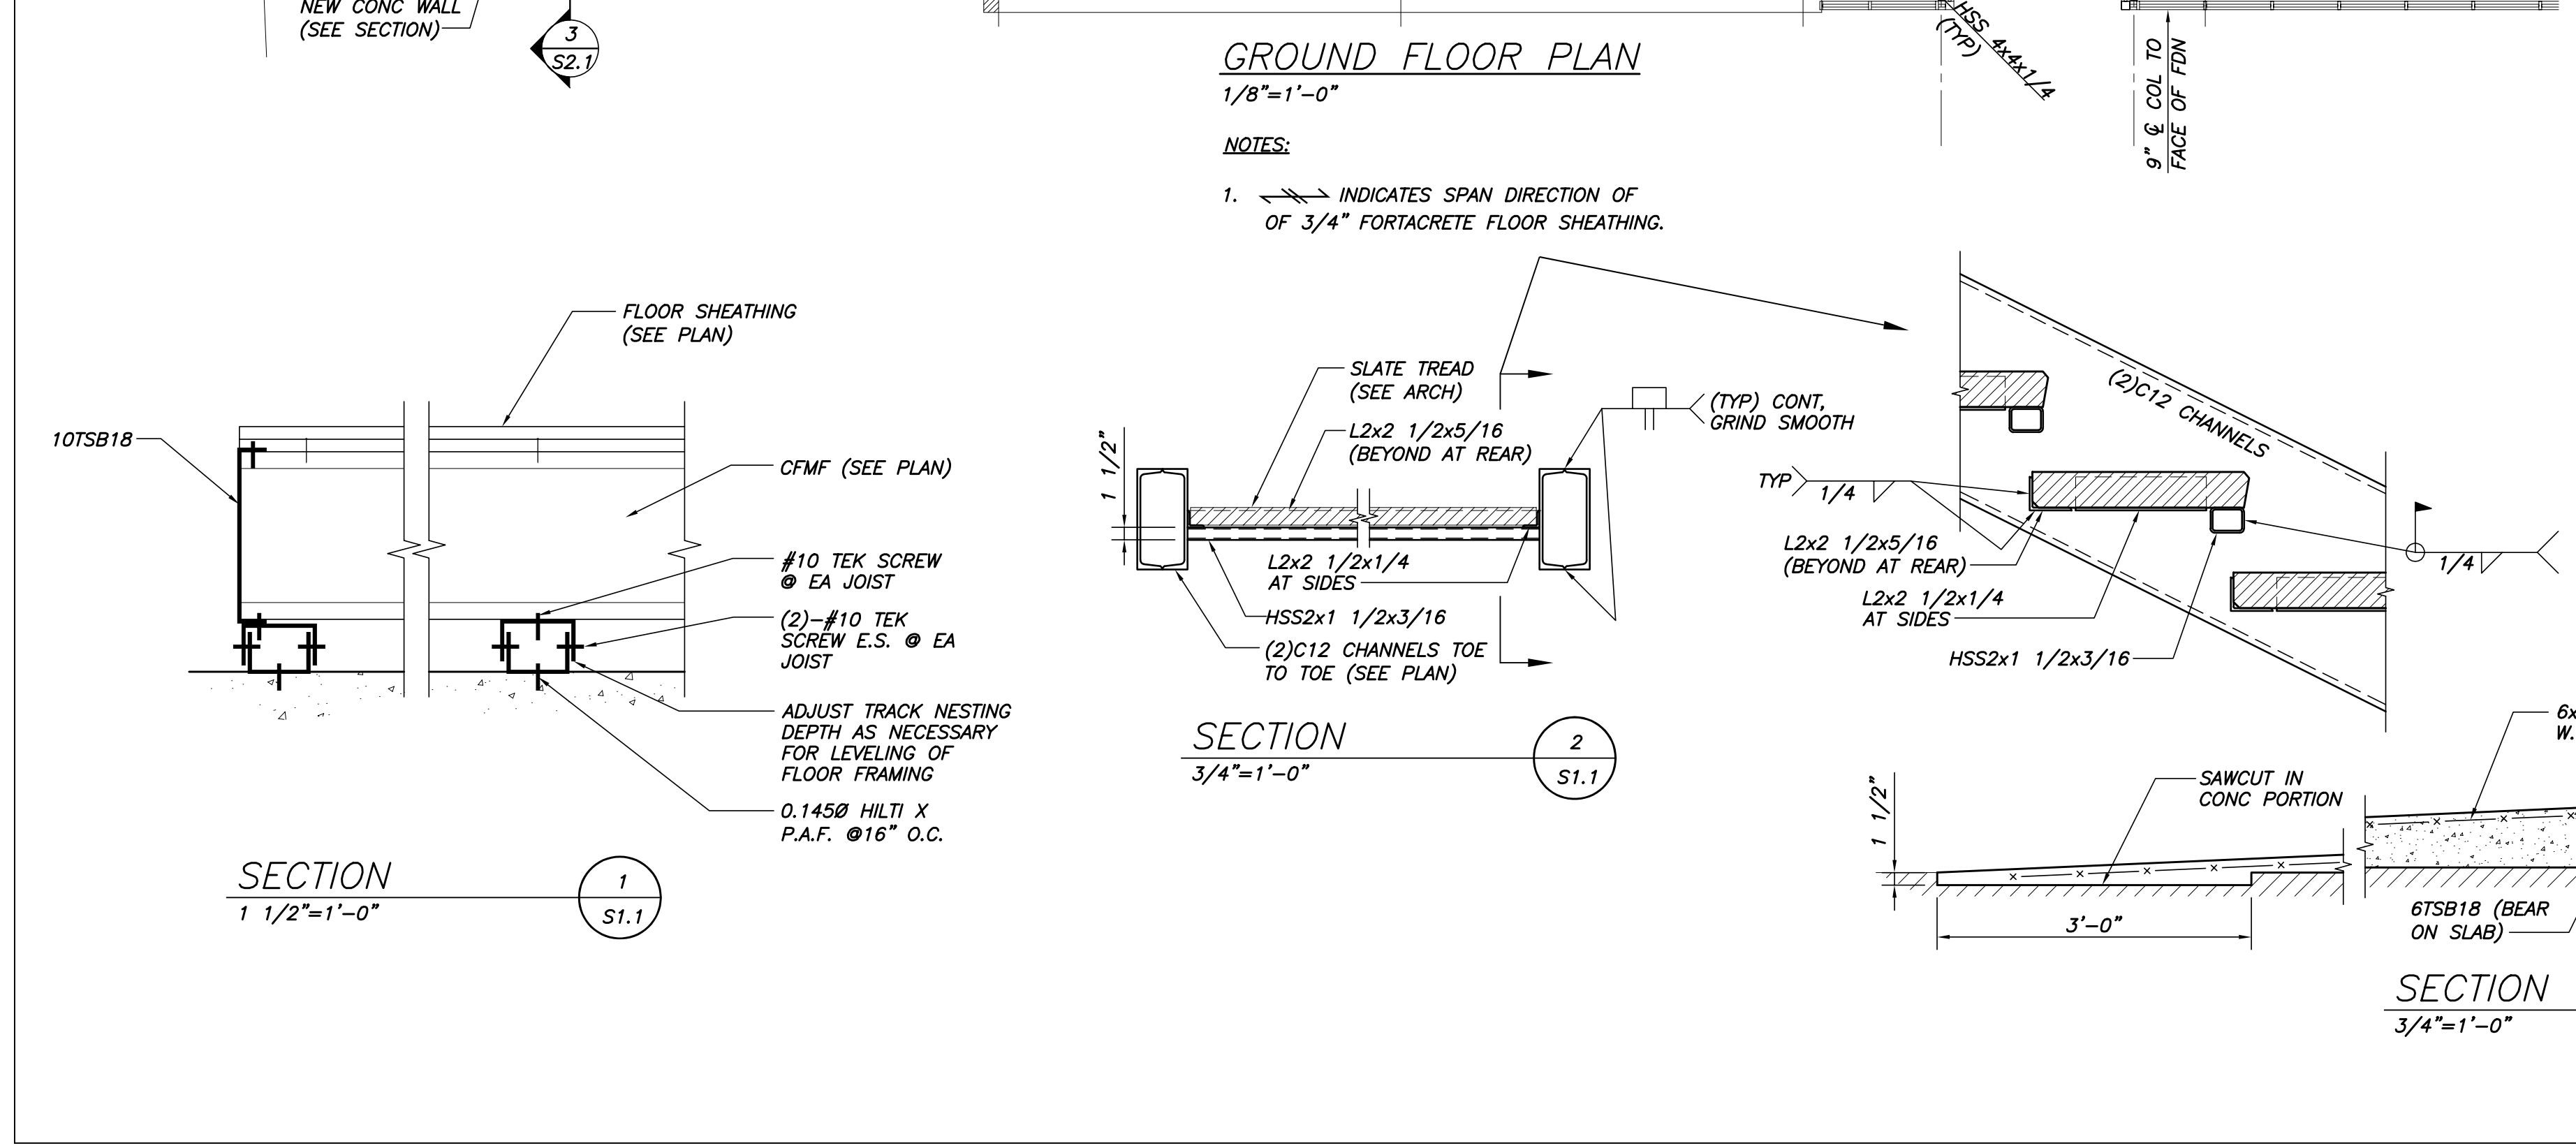 NEW CONC WALL
(SEE SECTION)
3
S2.1
GROUND FLOOR PLAN
1/8"=1'-0"
NOTES:
1. INDICATES SPAN DIRECTION OF
OF 3/4" FORTACRETE FLOOR SHEATHING.
HSS 4x4x1/4
(TYP)
9" ℄ COL TO
FACE OF FDN
FLOOR SHEATHING
(SEE PLAN)
10TSB18
CFMF (SEE PLAN)
#10 TEK SCREW
@ EA JOIST
(2)-#10 TEK
SCREW E.S. @ EA
JOIST
ADJUST TRACK NESTING
DEPTH AS NECESSARY
FOR LEVELING OF
FLOOR FRAMING
0.145Ø HILTI X
P.A.F. @16" O.C.
SECTION
1 1/2"=1'-0"
1
S1.1
SLATE TREAD
(SEE ARCH)
L2x2 1/2x5/16
(BEYOND AT REAR)
1 1/2"
(TYP) CONT,
GRIND SMOOTH
L2x2 1/2x1/4
AT SIDES
HSS2x1 1/2x3/16
(2)C12 CHANNELS TOE
TO TOE (SEE PLAN)
SECTION
3/4"=1'-0"
2
S1.1
(2)C12 CHANNELS
TYP
1/4
L2x2 1/2x5/16
(BEYOND AT REAR)
L2x2 1/2x1/4
AT SIDES
HSS2x1 1/2x3/16
1/4
6x
W.
SAWCUT IN
CONC PORTION
1 1/2"
3'-0"
6TSB18 (BEAR
ON SLAB)
SECTION
3/4"=1'-0"